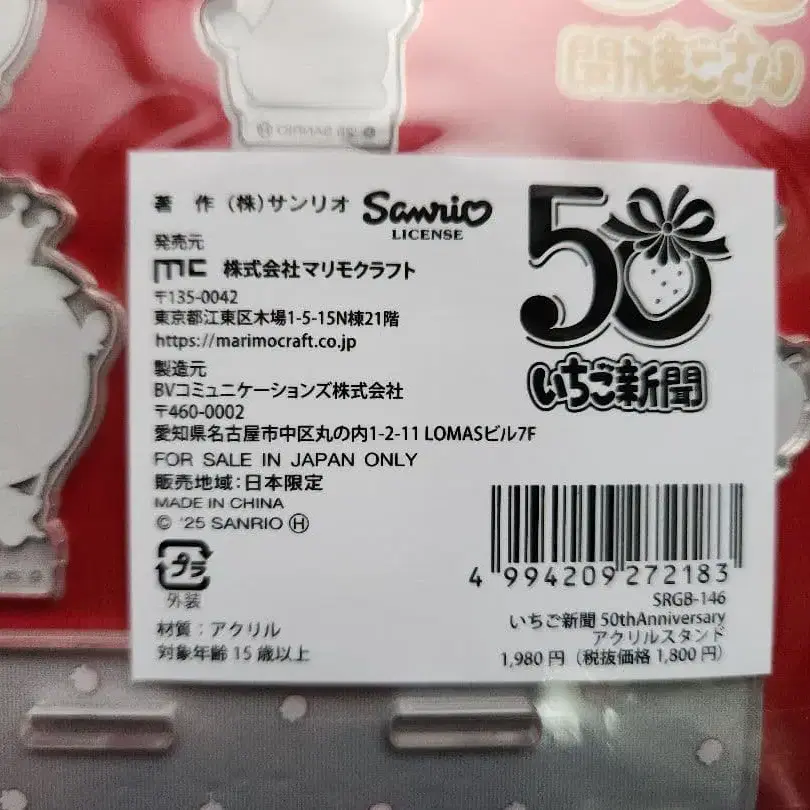 著 作 (株)サンリオ Sanrio
LICENSE
発売元
mc 株式会社マリモクラフト
〒135-0042
東京都江東区木場1-5-15N棟21階
https://marimocraft.co.jp
製造元
BVコミュニケーションズ株式会社
〒460-0002
愛知県名古屋市中区丸の内1-2-11 LOMASビル7F
FOR SALE IN JAPAN ONLY
販売地域:日本限定
MADE IN CHINA
© '25 SANRIO Ⓗ
プラ
外装
材質:アクリル
対象年齢15歳以上
50
いちご新聞
4 994209 272183
SRGB-146
いちご新聞 50thAnniversary
アクリルスタンド
1,980円(税抜価格 1,800円)